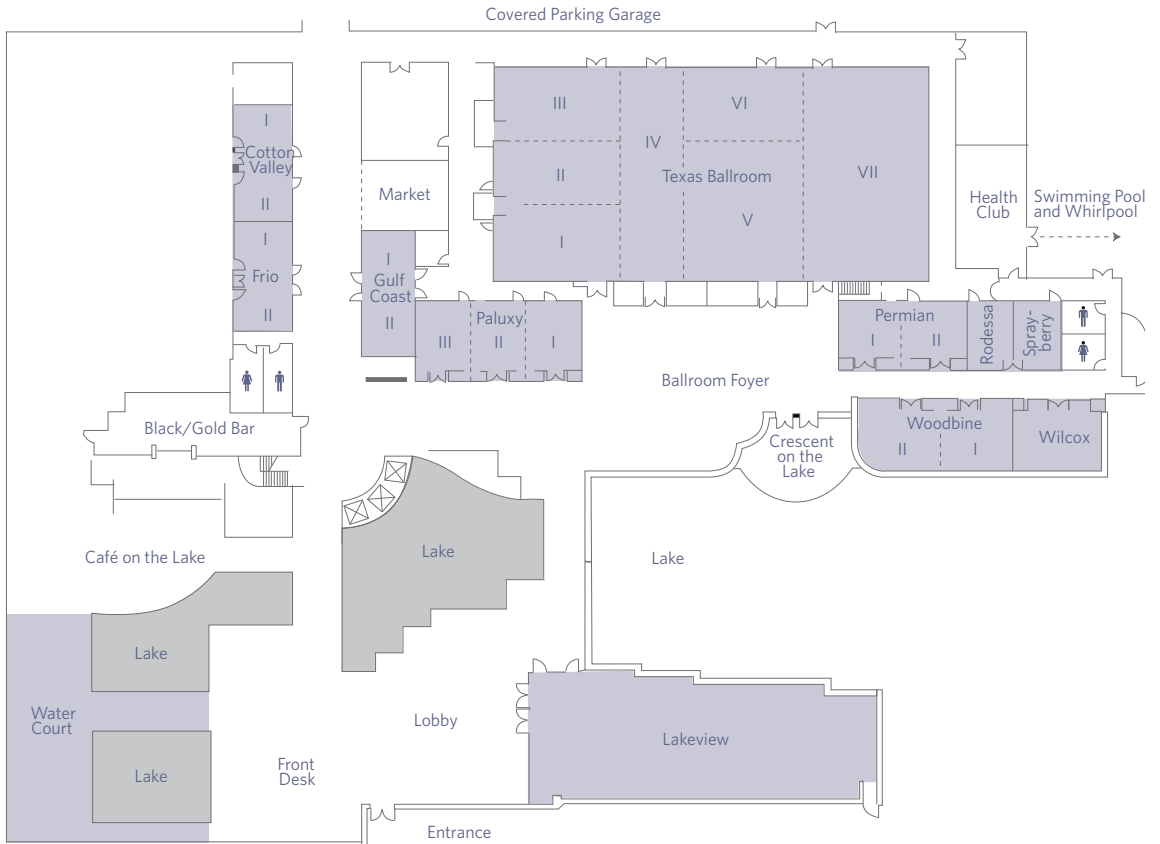 Covered Parking Garage
III
VI
I
IV
Cotton
Valley
II
Texas Ballroom
VII
Market
Health
Club
Swimming Pool
and Whirlpool
II
V
I
I
I
Frio
Gulf
Coast
II
II
Paluxy
III
II
I
Permian
I
II
Rodessa
Spray-
berry
Ballroom Foyer
Black/Gold Bar
Crescent
on the
Lake
Woodbine
II
I
Wilcox
Café on the Lake
Lake
Lake
Lake
Water
Court
Lobby
Lakeview
Lake
Front
Desk
Entrance